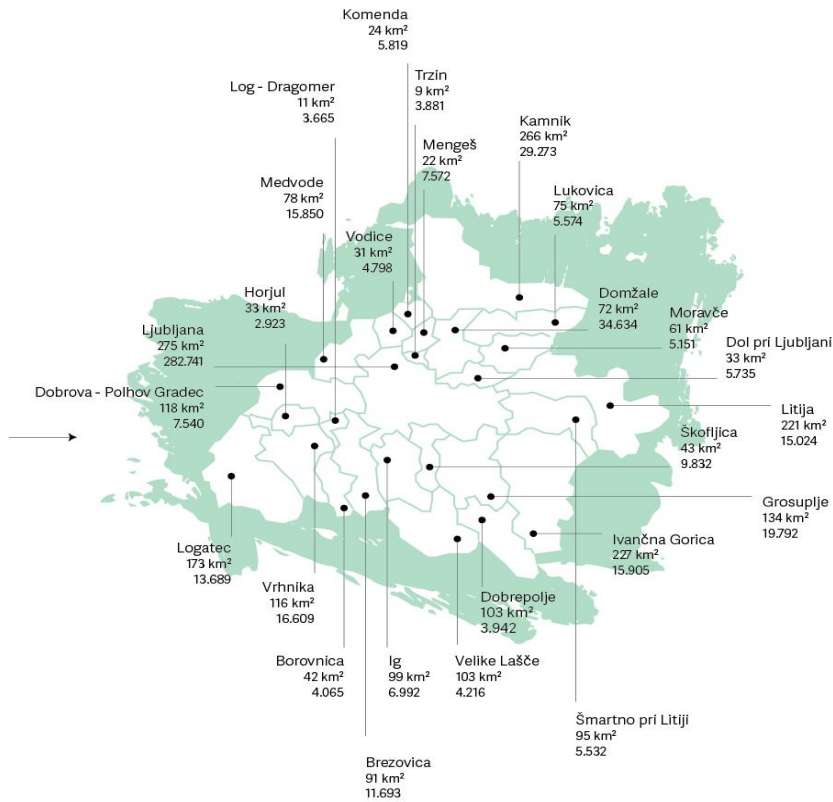 Komenda
24 km²
5.819
Trzin
9 km²
3.881
Log - Dragomer
11 km²
3.665
Kamnik
266 km²
29.273
Mengeš
22 km²
7.572
Medvode
78 km²
15.850
Lukovica
75 km²
5.574
Vodice
31 km²
4.798
Horjul
33 km²
2.923
Domžale
72 km²
34.634
Moravče
61 km²
5.151
Ljubljana
275 km²
282.741
Dol pri Ljubljani
33 km²
5.735
Dobrova - Polhov Gradec
118 km²
7.540
Litija
221 km²
15.024
Škofljica
43 km²
9.832
Grosuplje
134 km²
19.792
Logatec
173 km²
13.689
Ivančna Gorica
227 km²
15.905
Vrhnika
116 km²
16.609
Dobrepolje
103 km²
3.942
Borovnica
42 km²
4.065
Ig
99 km²
6.992
Velike Lašče
103 km²
4.216
Šmartno pri Litiji
95 km²
5.532
Brezovica
91 km²
11.693